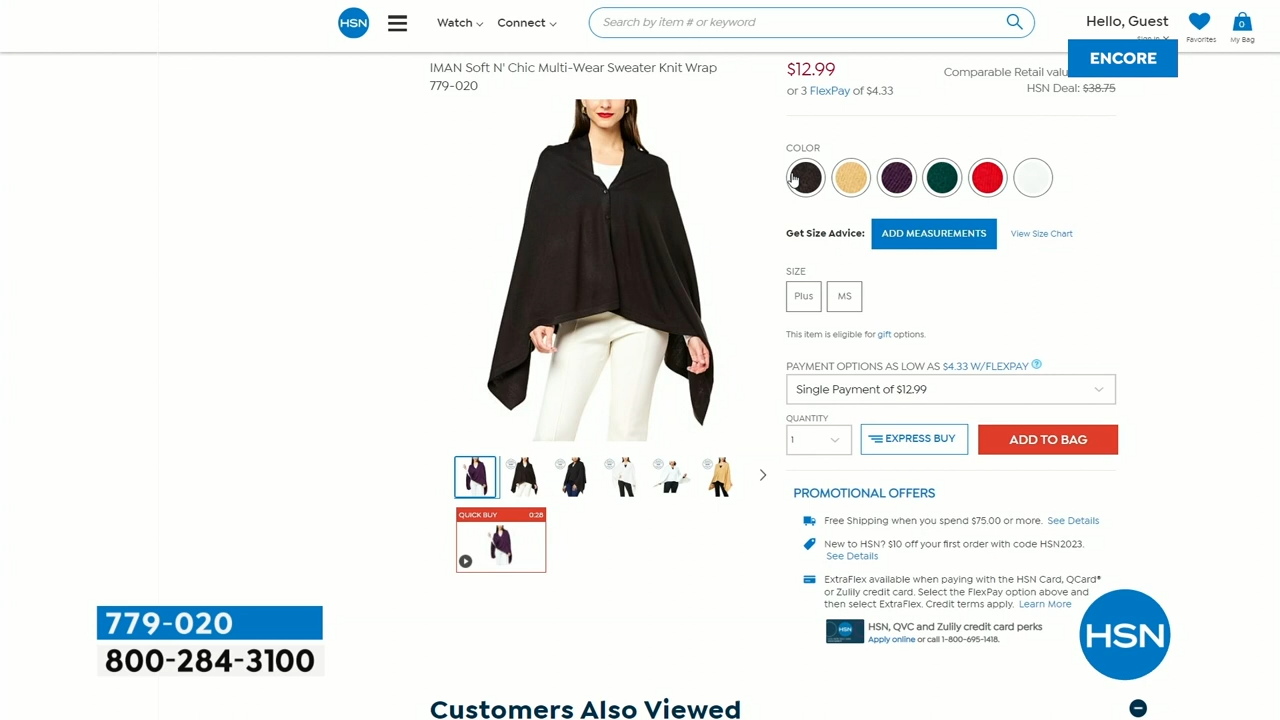 HSN
Watch
Connect
Search by item # or keyword
Hello, Guest
Favorites
0
My Bag
ENCORE
IMAN Soft N' Chic Multi-Wear Sweater Knit Wrap
779-020
$12.99
or 3 FlexPay of $4.33
Comparable Retail
HSN Deal: $38.75
COLOR
Get Size Advice:
ADD MEASUREMENTS
View Size Chart
SIZE
Plus
MS
This item is eligible for gift options.
PAYMENT OPTIONS AS LOW AS $4.33 W/FLEXPAY ?
Single Payment of $12.99
QUANTITY
1
EXPRESS BUY
ADD TO BAG
QUICK BUY 0:28
PROMOTIONAL OFFERS
Free Shipping when you spend $75.00 or more. See Details
New to HSN? $10 off your first order with code HSN2023.
See Details
ExtraFlex available when paying with the HSN Card, QCard®
or Zulily credit card. Select the FlexPay option above and
then select ExtraFlex. Credit terms apply. Learn More
HSN
HSN, QVC and Zulily credit card perks
Apply online or call 1-800-695-1418.
779-020
800-284-3100
HSN
Customers Also Viewed